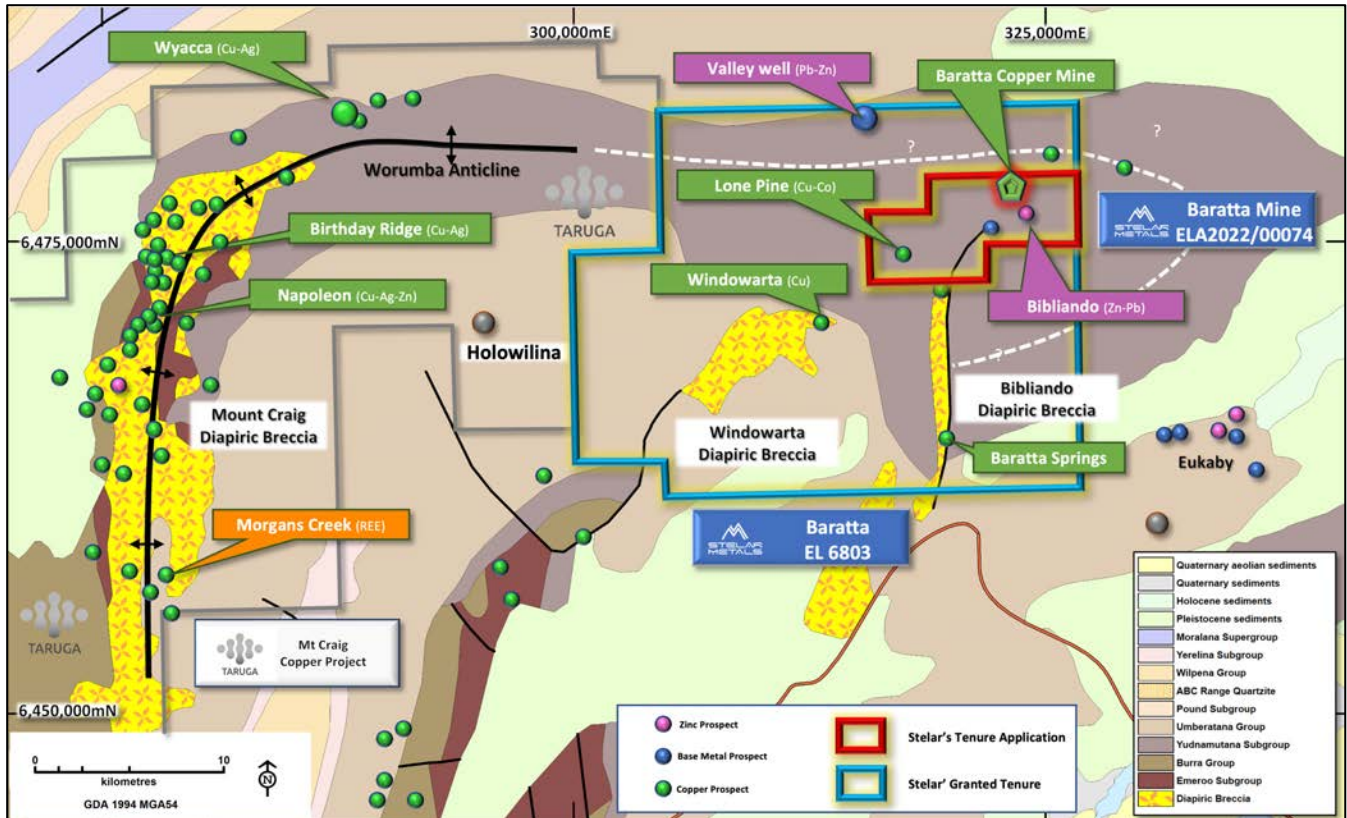 300,000mE
325,000mE
Wyacca (Cu-Ag)
Valley well (Pb-Zn)
Baratta Copper Mine
?
?
Worumba Anticline
TARUGA
Lone Pine (Cu-Co)
STELAR
METALS
Baratta Mine
ELA2022/00074
6,475,000mN
Birthday Ridge (Cu-Ag)
Windowarta (Cu)
Napoleon (Cu-Ag-Zn)
Bibliando (Zn-Pb)
Holowilina
?
Mount Craig
Diapiric Breccia
Bibliando
Diapiric Breccia
Windowarta
Diapiric Breccia
Baratta Springs
Eukaby
Morgans Creek (REE)
STELAR
METALS
Baratta
EL 6803
TARUGA
TARUGA
Mt Craig
Copper Project
6,450,000mN
0
10
kilometres
N
GDA 1994 MGA54
Zinc Prospect
Base Metal Prospect
Copper Prospect
Stelar's Tenure Application
Stelar' Granted Tenure
Quaternary aeolian sediments
Quaternary sediments
Holocene sediments
Pleistocene sediments
Moralana Supergroup
Yerelina Subgroup
Wilpena Group
ABC Range Quartzite
Pound Subgroup
Umberatana Group
Yudnamutana Subgroup
Burra Group
Emeroo Subgroup
Diapiric Breccia